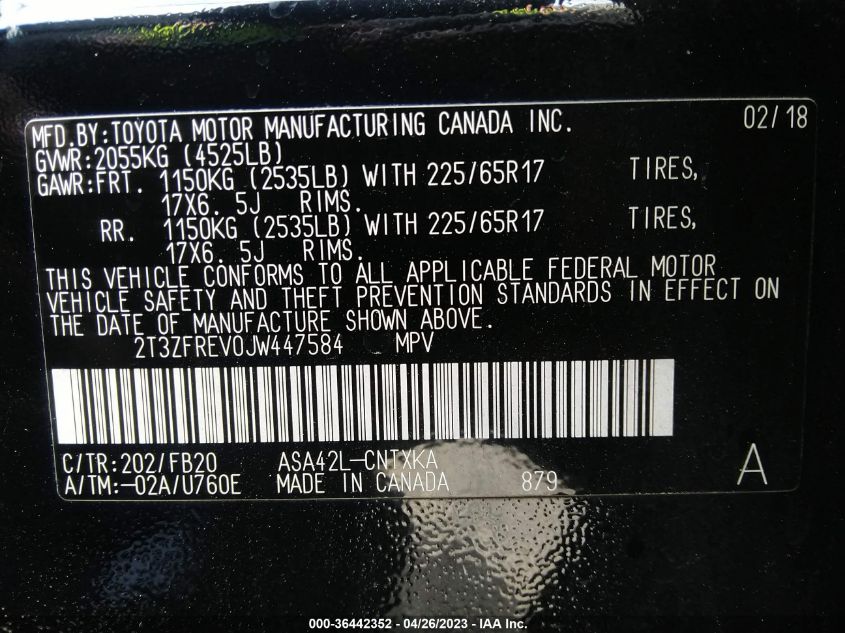 MFD.BY:TOYOTA MOTOR MANUFACTURING CANADA INC. 02/18
GVWR:2055KG (4525LB)
GAWR:FRT. 1150KG (2535LB) WITH 225/65R17 TIRES,
17X6. 5J RIMS.
RR. 1150KG (2535LB) WITH 225/65R17 TIRES,
17X6. 5J RIMS.
THIS VEHICLE CONFORMS TO ALL APPLICABLE FEDERAL MOTOR
VEHICLE SAFETY AND THEFT PREVENTION STANDARDS IN EFFECT ON
THE DATE OF MANUFACTURE SHOWN ABOVE.
2T3ZFREV0JW447584 MPV
C/TR:202/FB20 ASA42L-CNTXKA
A/TM:-02A/U760E MADE IN CANADA 879 A
000-36442352 - 04/26/2023 - IAA Inc.